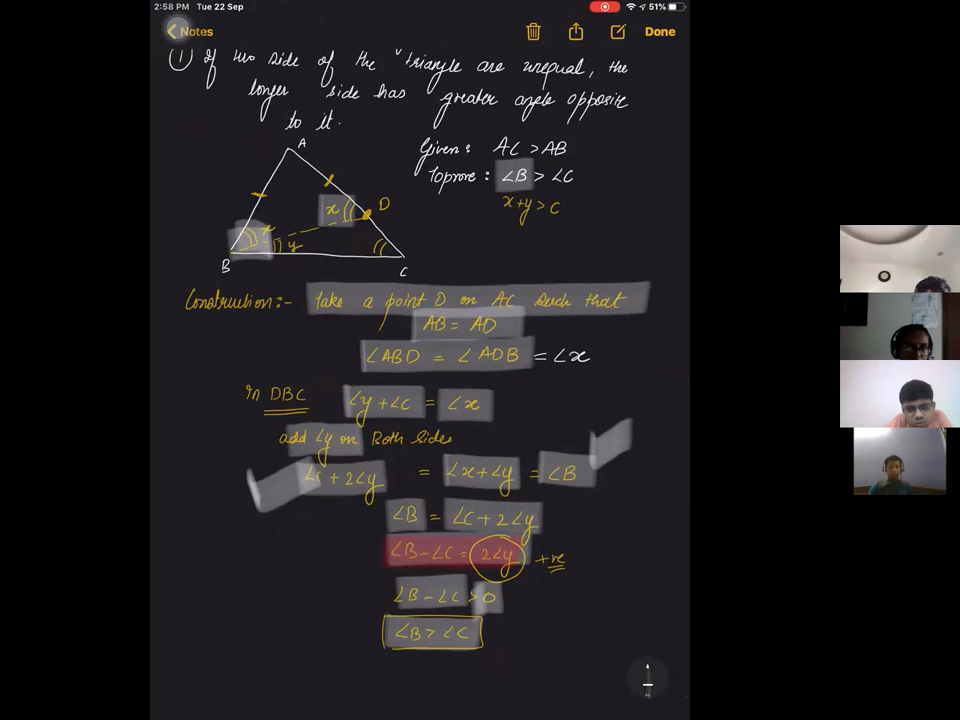 2:58 PM Tue 22 Sep
51%
Notes
Done
① If two side of the "triangle are unequal, the
longer side has greater angle opposite
to it.
Given: AC > AB
Toprove: ∠B > ∠C
x+y > C
A
D
x
x
y
B
C
Construction:- Take a point D on AC such that
AB = AD
∠ABD = ∠ADB = ∠x
In DBC ∠y + ∠C = ∠x
add ∠y on Both sides
∠C + 2∠y = ∠x + ∠y = ∠B
∠B = ∠C + 2∠y
∠B - ∠C = 2∠y +ve
∠B - ∠C > 0
∠B > ∠C